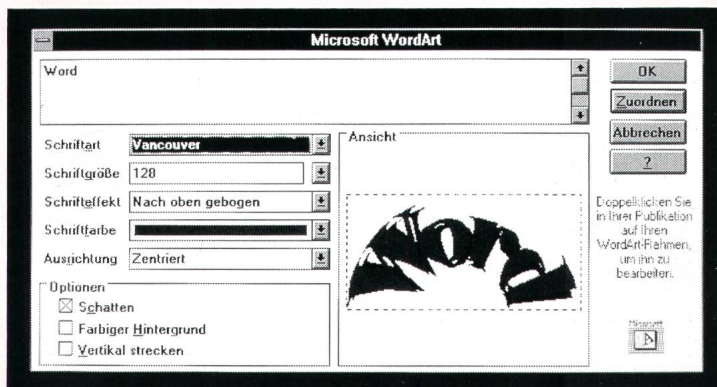 Microsoft WordArt
Word
OK
Zuordnen
Abbrechen
?
Schriftart Vancouver
Schriftgröße 128
Schrifteffekt Nach oben gebogen
Schriftfarbe
Ausrichtung Zentriert
Optionen
Schatten
Farbiger Hintergrund
Vertikal strecken
Ansicht
Word
Doppelklicken Sie
in Ihrer Publikation
auf Ihren
WordArt-Rahmen,
um ihn zu
bearbeiten.
Microsoft
A